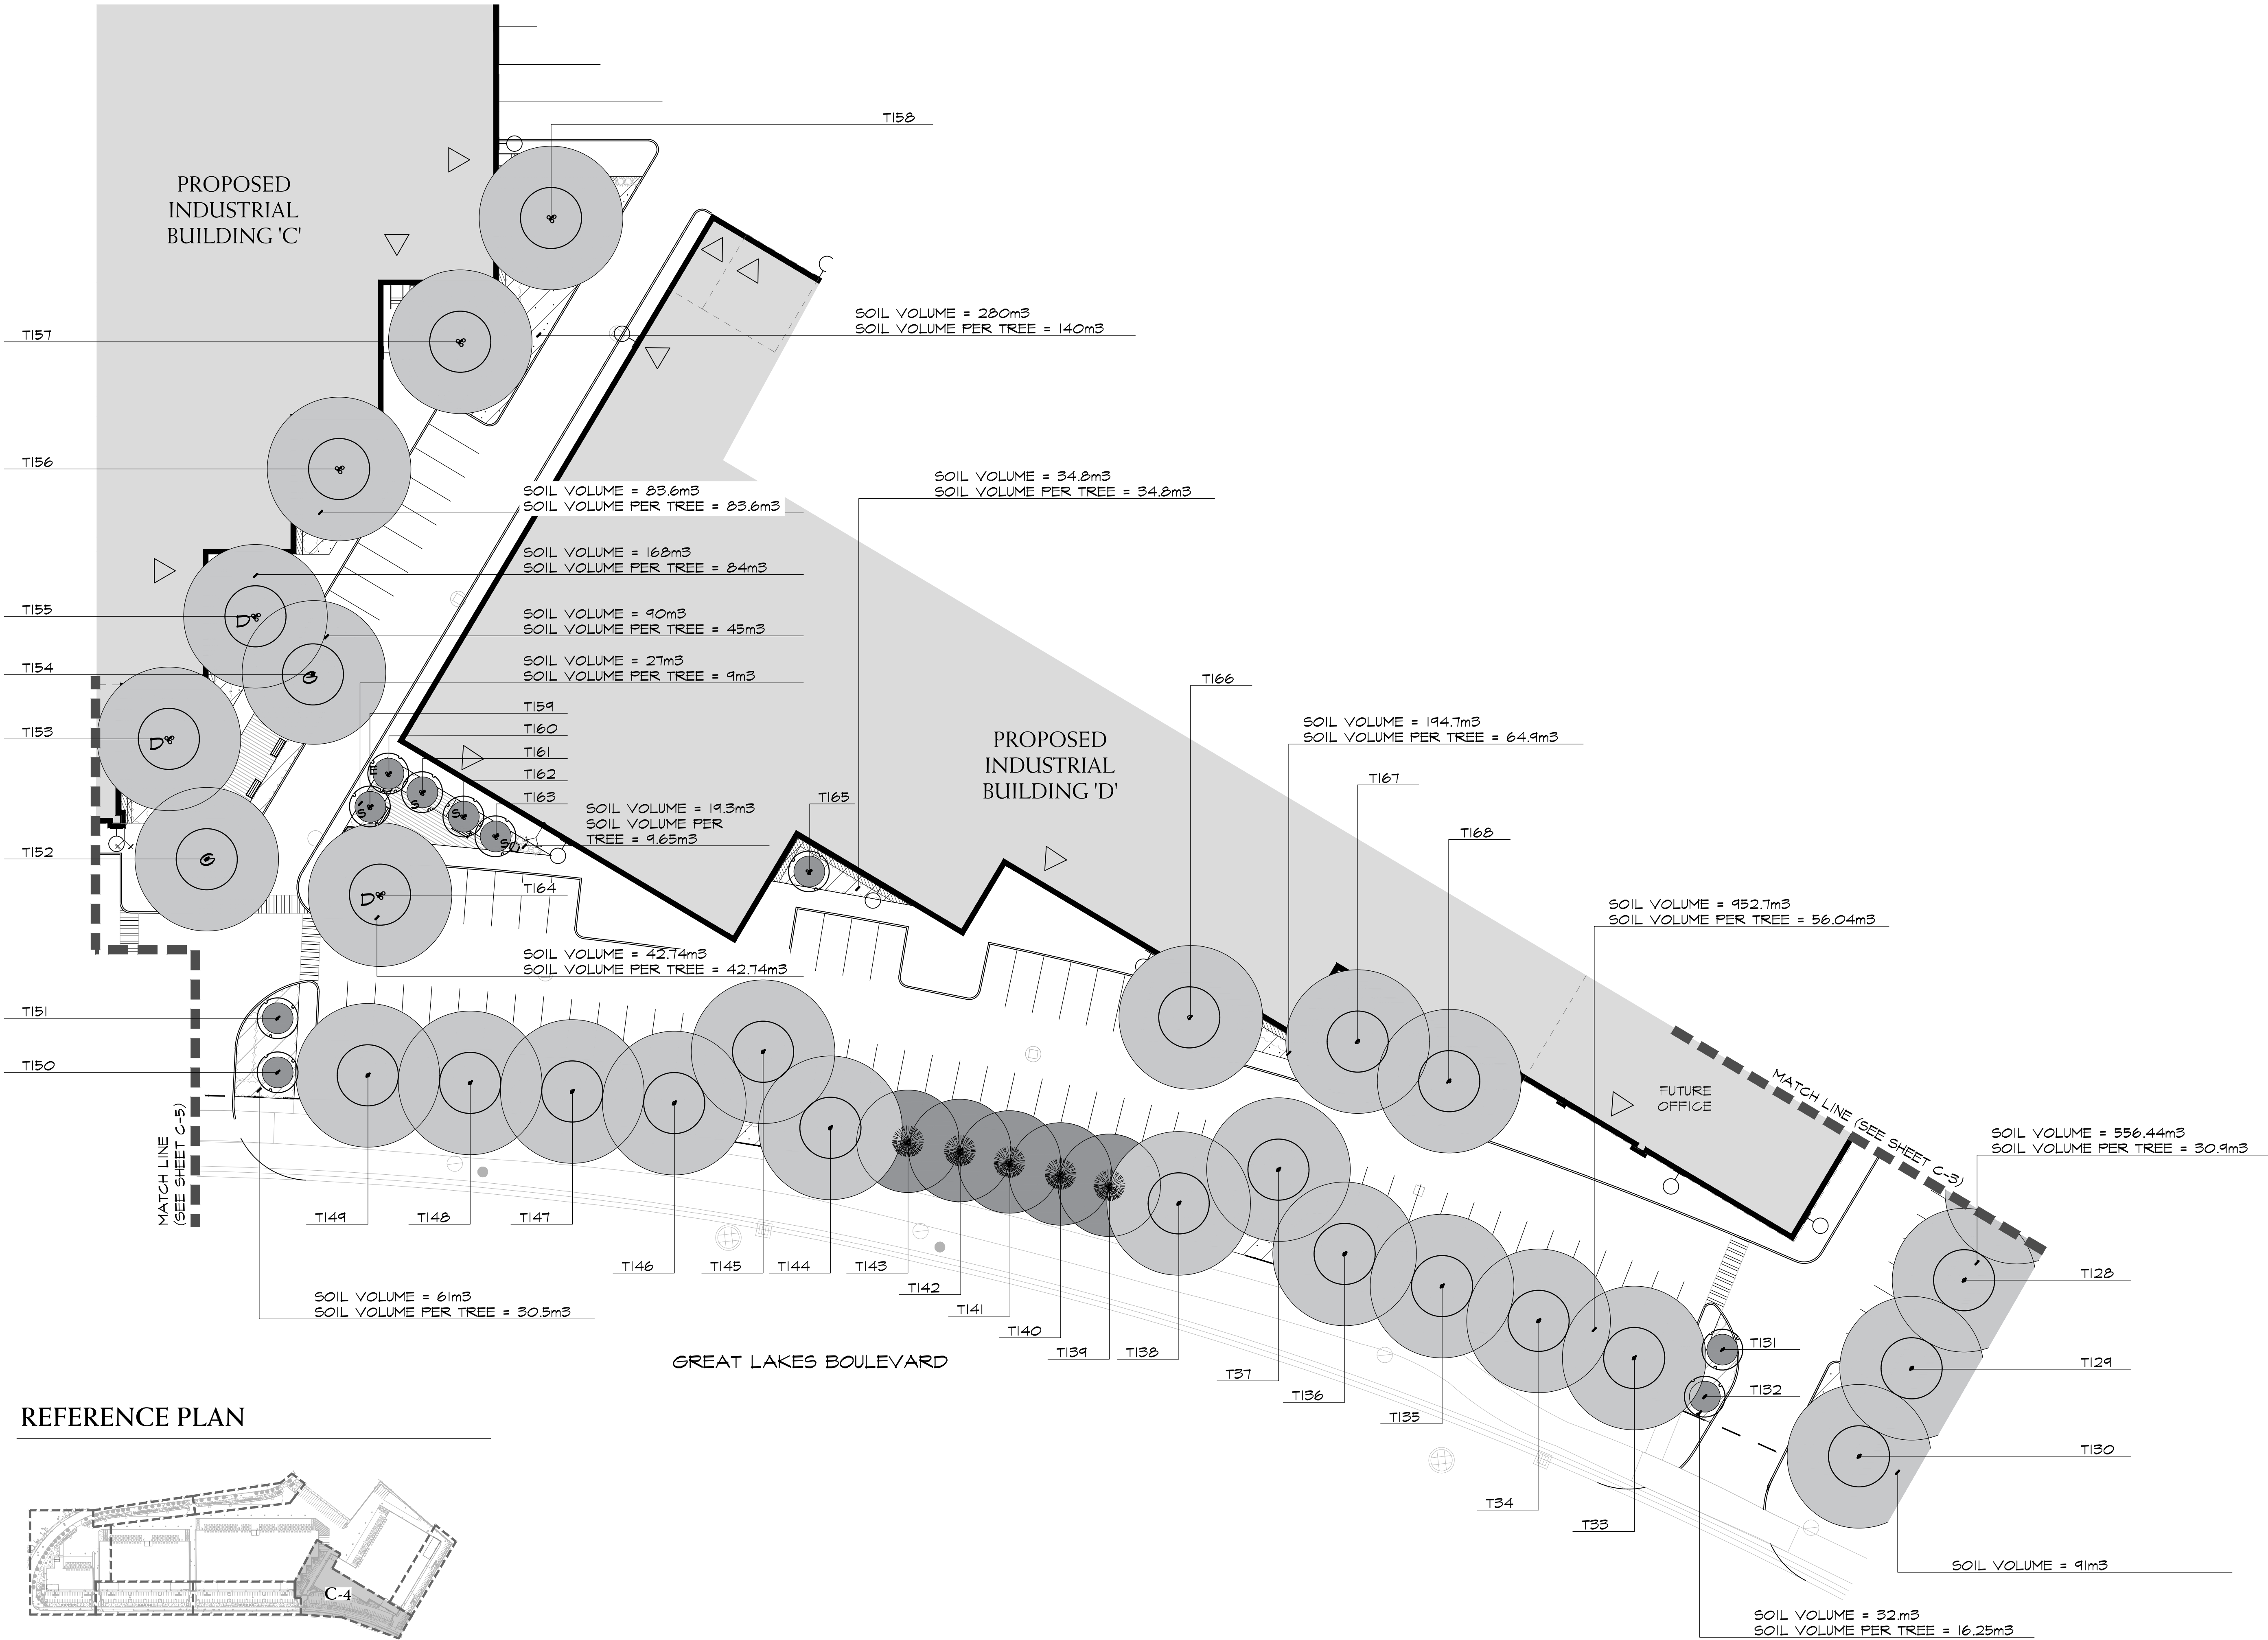 T158
PROPOSED
INDUSTRIAL
BUILDING 'C'
SOIL VOLUME = 280m3
SOIL VOLUME PER TREE = 140m3
T157
T156
SOIL VOLUME = 34.8m3
SOIL VOLUME PER TREE = 34.8m3
SOIL VOLUME = 83.6m3
SOIL VOLUME PER TREE = 83.6m3
SOIL VOLUME = 168m3
SOIL VOLUME PER TREE = 84m3
T155
D
SOIL VOLUME = 90m3
SOIL VOLUME PER TREE = 45m3
T154
SOIL VOLUME = 27m3
SOIL VOLUME PER TREE = 9m3
T153
D
T159
T160
T161
T162
T163
E
S
S
S
SD
SOIL VOLUME = 19.3m3
SOIL VOLUME PER
TREE = 9.65m3
T165
T166
PROPOSED
INDUSTRIAL
BUILDING 'D'
SOIL VOLUME = 194.7m3
SOIL VOLUME PER TREE = 64.9m3
T167
T168
T152
G
T164
D
SOIL VOLUME = 42.74m3
SOIL VOLUME PER TREE = 42.74m3
SOIL VOLUME = 952.7m3
SOIL VOLUME PER TREE = 56.04m3
T151
T150
FUTURE
OFFICE
MATCH LINE (SEE SHEET C-3)
MATCH LINE
(SEE SHEET C-5)
SOIL VOLUME = 556.44m3
SOIL VOLUME PER TREE = 30.9m3
T149
T148
T147
T146
T145
T144
T143
T142
T141
T140
T139
T138
T37
T136
T135
T34
T33
T131
T132
T128
T129
T130
SOIL VOLUME = 61m3
SOIL VOLUME PER TREE = 30.5m3
GREAT LAKES BOULEVARD
SOIL VOLUME = 91m3
SOIL VOLUME = 32.m3
SOIL VOLUME PER TREE = 16.25m3
REFERENCE PLAN
C-4